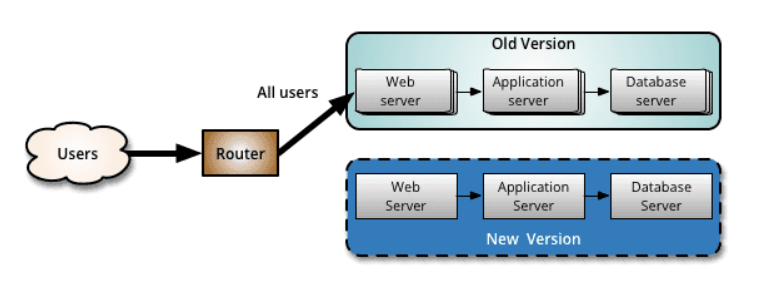 Old Version
All users
Web
server
Application
server
Database
server
Users
Router
Web
Server
Application
Server
Database
Server
New Version